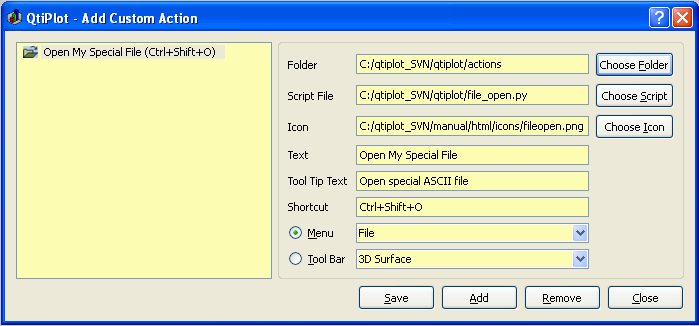 QtiPlot - Add Custom Action
Open My Special File (Ctrl+Shift+O)
Folder C:/qtiplot_SVN/qtiplot/actions Choose Folder
Script File C:/qtiplot_SVN/qtiplot/file_open.py Choose Script
Icon C:/qtiplot_SVN/manual/html/icons/fileopen.png Choose Icon
Text Open My Special File
Tool Tip Text Open special ASCII file
Shortcut Ctrl+Shift+O
Menu File
Tool Bar 3D Surface
Save Add Remove Close